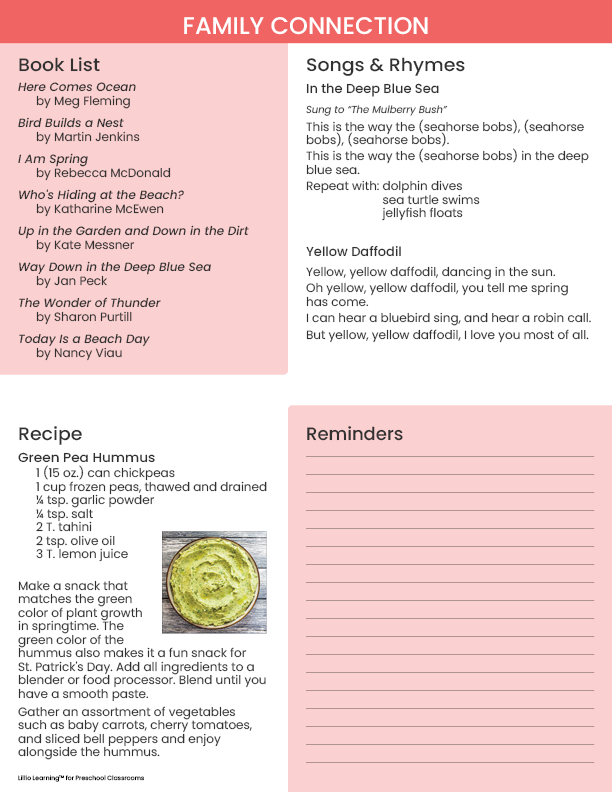 FAMILY CONNECTION
Book List
Here Comes Ocean
by Meg Fleming
Bird Builds a Nest
by Martin Jenkins
I Am Spring
by Rebecca McDonald
Who's Hiding at the Beach?
by Katharine McEwen
Up in the Garden and Down in the Dirt
by Kate Messner
Way Down in the Deep Blue Sea
by Jan Peck
The Wonder of Thunder
by Sharon Purtill
Today Is a Beach Day
by Nancy Viau
Songs & Rhymes
In the Deep Blue Sea
Sung to “The Mulberry Bush”
This is the way the (seahorse bobs), (seahorse
bobs), (seahorse bobs).
This is the way the (seahorse bobs) in the deep
blue sea.
Repeat with: dolphin dives
sea turtle swims
jellyfish floats
Yellow Daffodil
Yellow, yellow daffodil, dancing in the sun.
Oh yellow, yellow daffodil, you tell me spring
has come.
I can hear a bluebird sing, and hear a robin call.
But yellow, yellow daffodil, I love you most of all.
Recipe
Green Pea Hummus
1 (15 oz.) can chickpeas
1 cup frozen peas, thawed and drained
¼ tsp. garlic powder
¼ tsp. salt
2 T. tahini
2 tsp. olive oil
3 T. lemon juice
Make a snack that
matches the green
color of plant growth
in springtime. The
green color of the
hummus also makes it a fun snack for
St. Patrick's Day. Add all ingredients to a
blender or food processor. Blend until you
have a smooth paste.
Gather an assortment of vegetables
such as baby carrots, cherry tomatoes,
and sliced bell peppers and enjoy
alongside the hummus.
Lillio Learning™ for Preschool Classrooms
Reminders